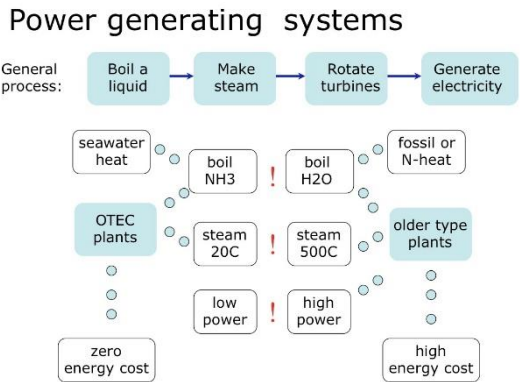 Power generating systems
General
process:
Boil a
liquid
Make
steam
Rotate
turbines
Generate
electricity
seawater
heat
boil
NH3
!
boil
H2O
fossil or
N-heat
OTEC
plants
steam
20C
!
steam
500C
older type
plants
low
power
!
high
power
zero
energy cost
high
energy cost